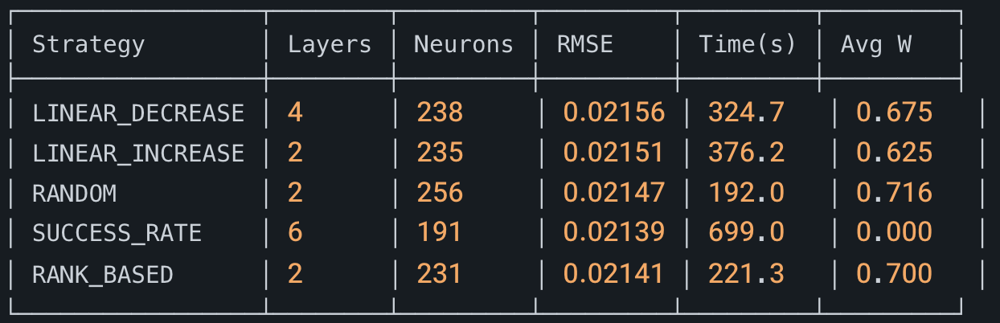 Strategy | Layers | Neurons | RMSE | Time(s) | Avg W
LINEAR_DECREASE | 4 | 238 | 0.02156 | 324.7 | 0.675 |
LINEAR_INCREASE | 2 | 235 | 0.02151 | 376.2 | 0.625 |
RANDOM | 2 | 256 | 0.02147 | 192.0 | 0.716 |
SUCCESS_RATE | 6 | 191 | 0.02139 | 699.0 | 0.000 |
RANK_BASED | 2 | 231 | 0.02141 | 221.3 | 0.700 |